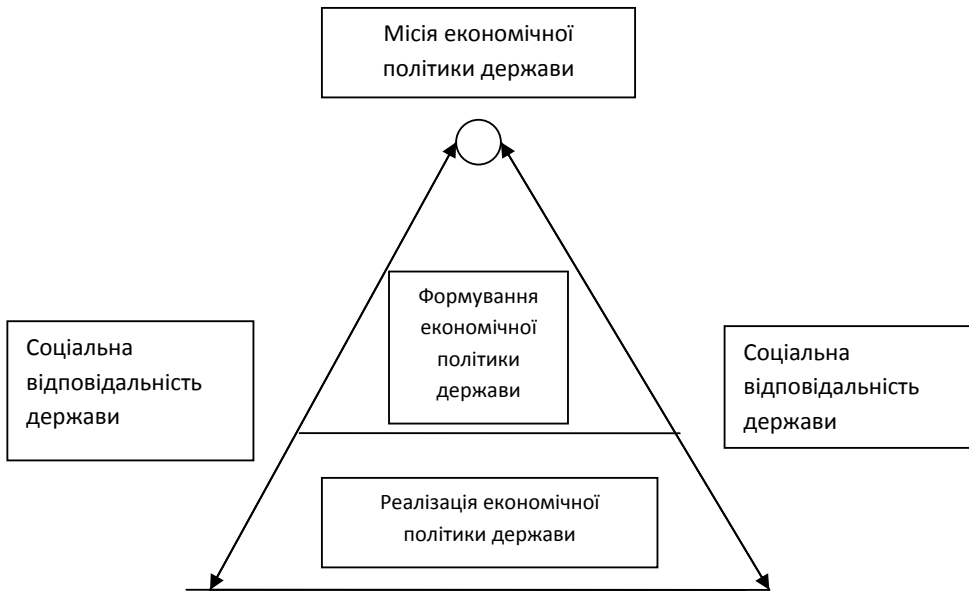 Місія економічної
політики держави
Формування
економічної
політики
держави
Соціальна
відповідальність
держави
Соціальна
відповідальність
держави
Реалізація економічної
політики держави